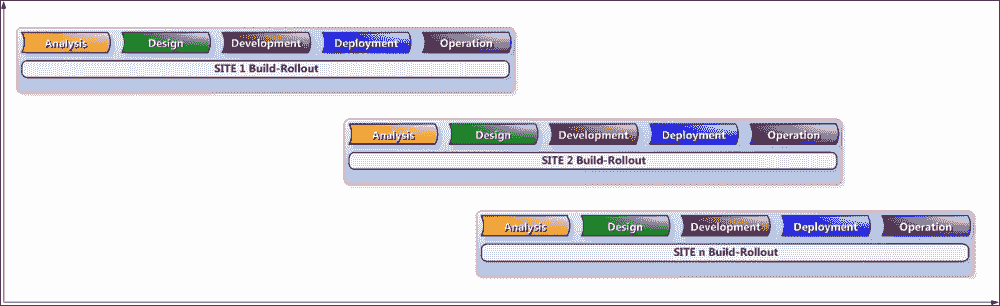 Analysis Design Development Deployment Operation
SITE 1 Build-Rollout
Analysis Design Development Deployment Operation
SITE 2 Build-Rollout
Analysis Design Development Deployment Operation
SITE n Build-Rollout